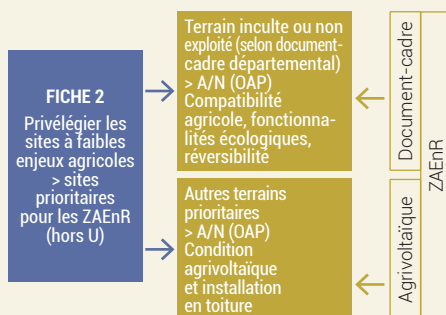 FICHE 2
Privilégier les
sites à faibles
enjeux agricoles
> sites
prioritaires
pour les ZAEnR
(hors U)
Terrain inculte ou non
exploité (selon document-
cadre départemental)
> A/N (OAP)
Compatibilité
agricole, fonctionna-
lités écologiques,
réversibilité
Autres terrains
prioritaires
> A/N (OAP)
Condition
agrivoltaïque
et installation
en toiture
Document-cadre
Agrivoltaïque
ZAEnR